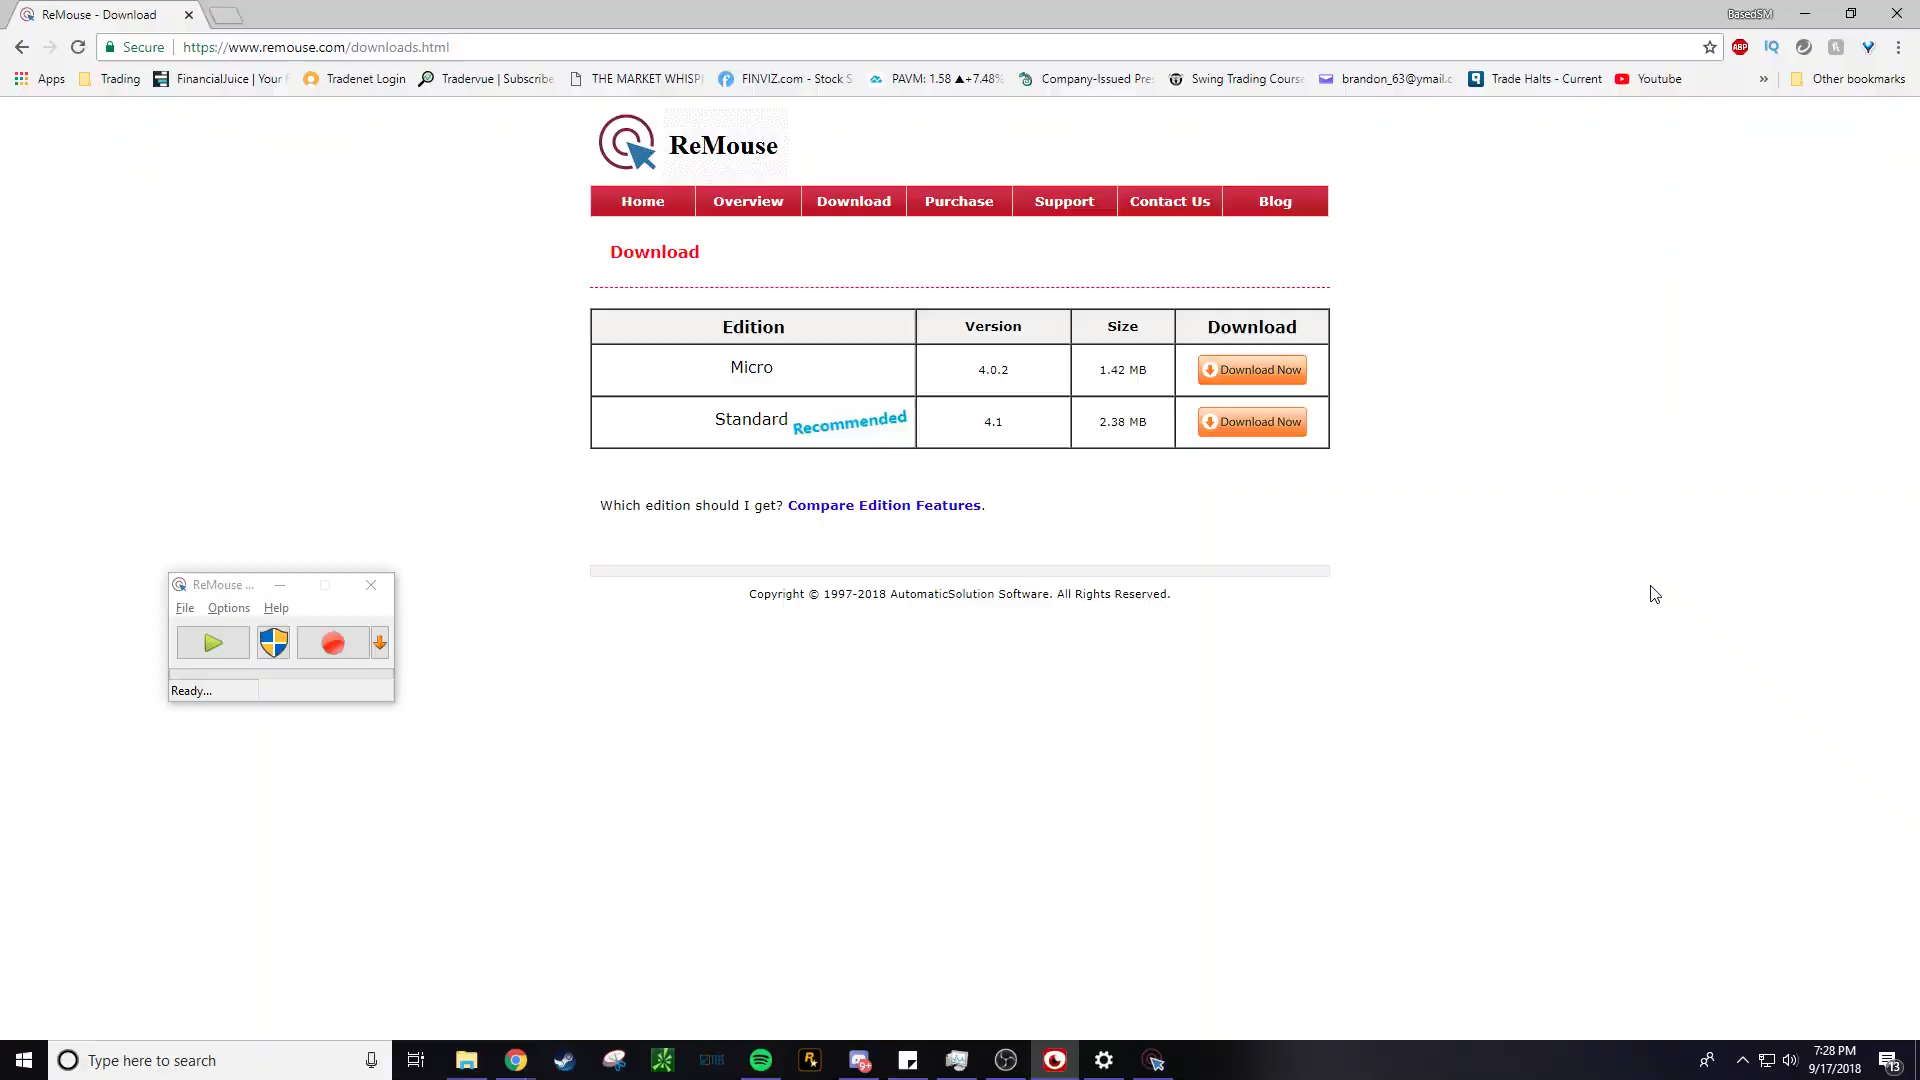 ReMouse - Download
BasedSM
Secure https://www.remouse.com/downloads.html
ABP IQ
Apps Trading FinancialJuice | Your Tradenet Login Tradervue | Subscribe THE MARKET WHISP FINVIZ.com - Stock S PAVM: 1.58 ▲+7.48% Company-Issued Pre Swing Trading Course brandon_63@ymail.c Trade Halts - Current Youtube » Other bookmarks
ReMouse
Home Overview Download Purchase Support Contact Us Blog
Download
Edition Version Size Download
Micro 4.0.2 1.42 MB Download Now
Standard Recommended 4.1 2.38 MB Download Now
Which edition should I get? Compare Edition Features.
Copyright © 1997-2018 AutomaticSolution Software. All Rights Reserved.
ReMouse ...
File Options Help
Ready...
Type here to search
9+
7:28 PM
9/17/2018
13